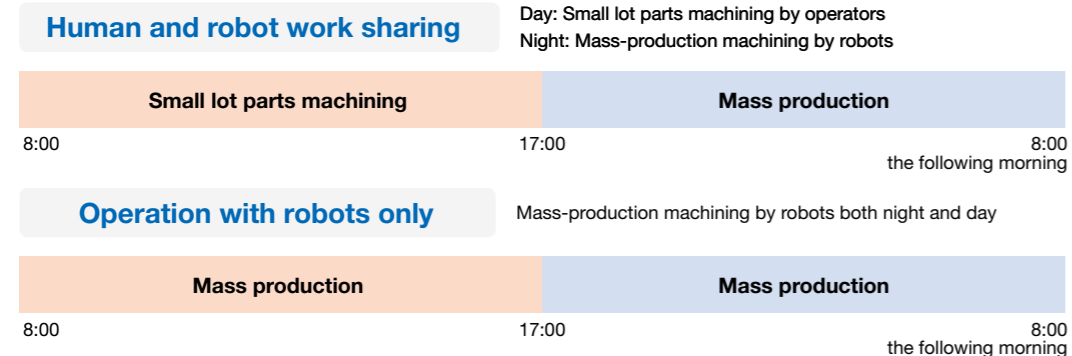 Human and robot work sharing
Day: Small lot parts machining by operators
Night: Mass-production machining by robots
Small lot parts machining
Mass production
8:00
17:00
8:00
the following morning
Operation with robots only
Mass-production machining by robots both night and day
Mass production
Mass production
8:00
17:00
8:00
the following morning